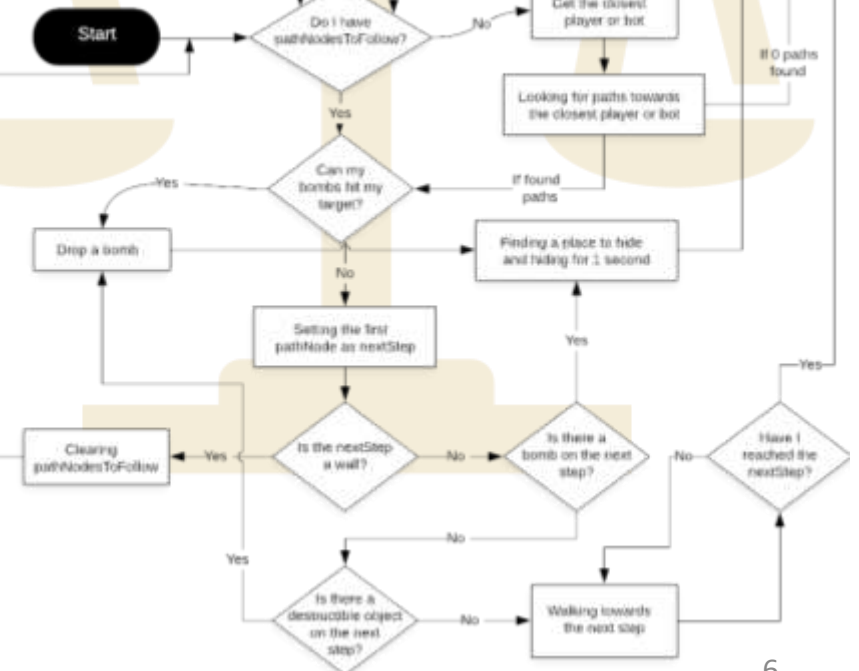 Start
Do I have
pathNodesToFollow?
No
Get the closest
player or bot
If 0 paths
found
Looking for paths towards
the closest player or bot
Yes
Can my
bombs hit my
target?
If found
paths
Yes
Drop a bomb
Finding a place to hide
and hiding for 1 second
No
Setting the first
pathNode as nextStep
Yes
Yes
Clearing
pathNodesToFollow
Yes
Is the nextStep
a wall?
No
Is there a
bomb on the next
step?
No
Have I
reached the
nextStep?
No
Yes
Is there a
destructible object
on the next
step?
No
Walking towards
the next step
6